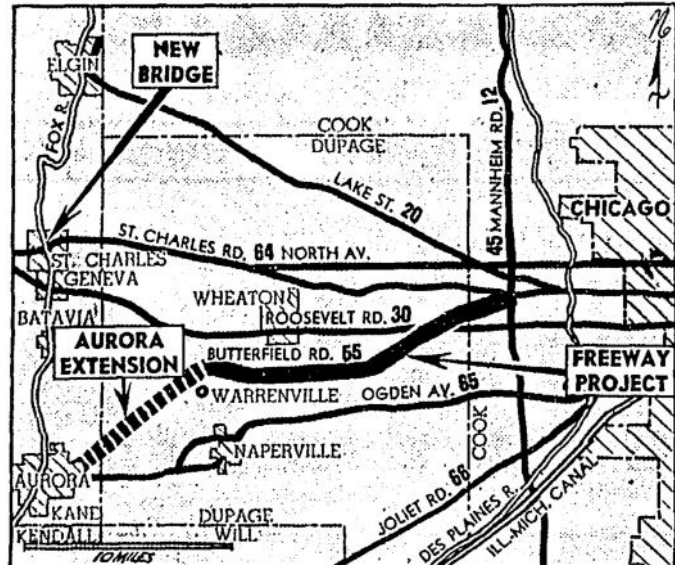 N
NEW
BRIDGE
ELGIN
FOX R.
COOK
DUPAGE
LAKE ST. 20
45 MANNHEIM RD. 12
CHICAGO
ST. CHARLES RD. 64 NORTH AV.
ST. CHARLES
GENEVA
BATAVIA
WHEATON
ROOSEVELT RD. 30
AURORA
EXTENSION
BUTTERFIELD RD. 55
FREEWAY
PROJECT
WARRENVILLE
OGDEN AV. 65
NAPERVILLE
COOK
AURORA
JOLIET RD. 66
DES PLAINES R.
ILL.-MICH. CANAL
KANE
KENDALL
DUPAGE
WILL
10 MILES